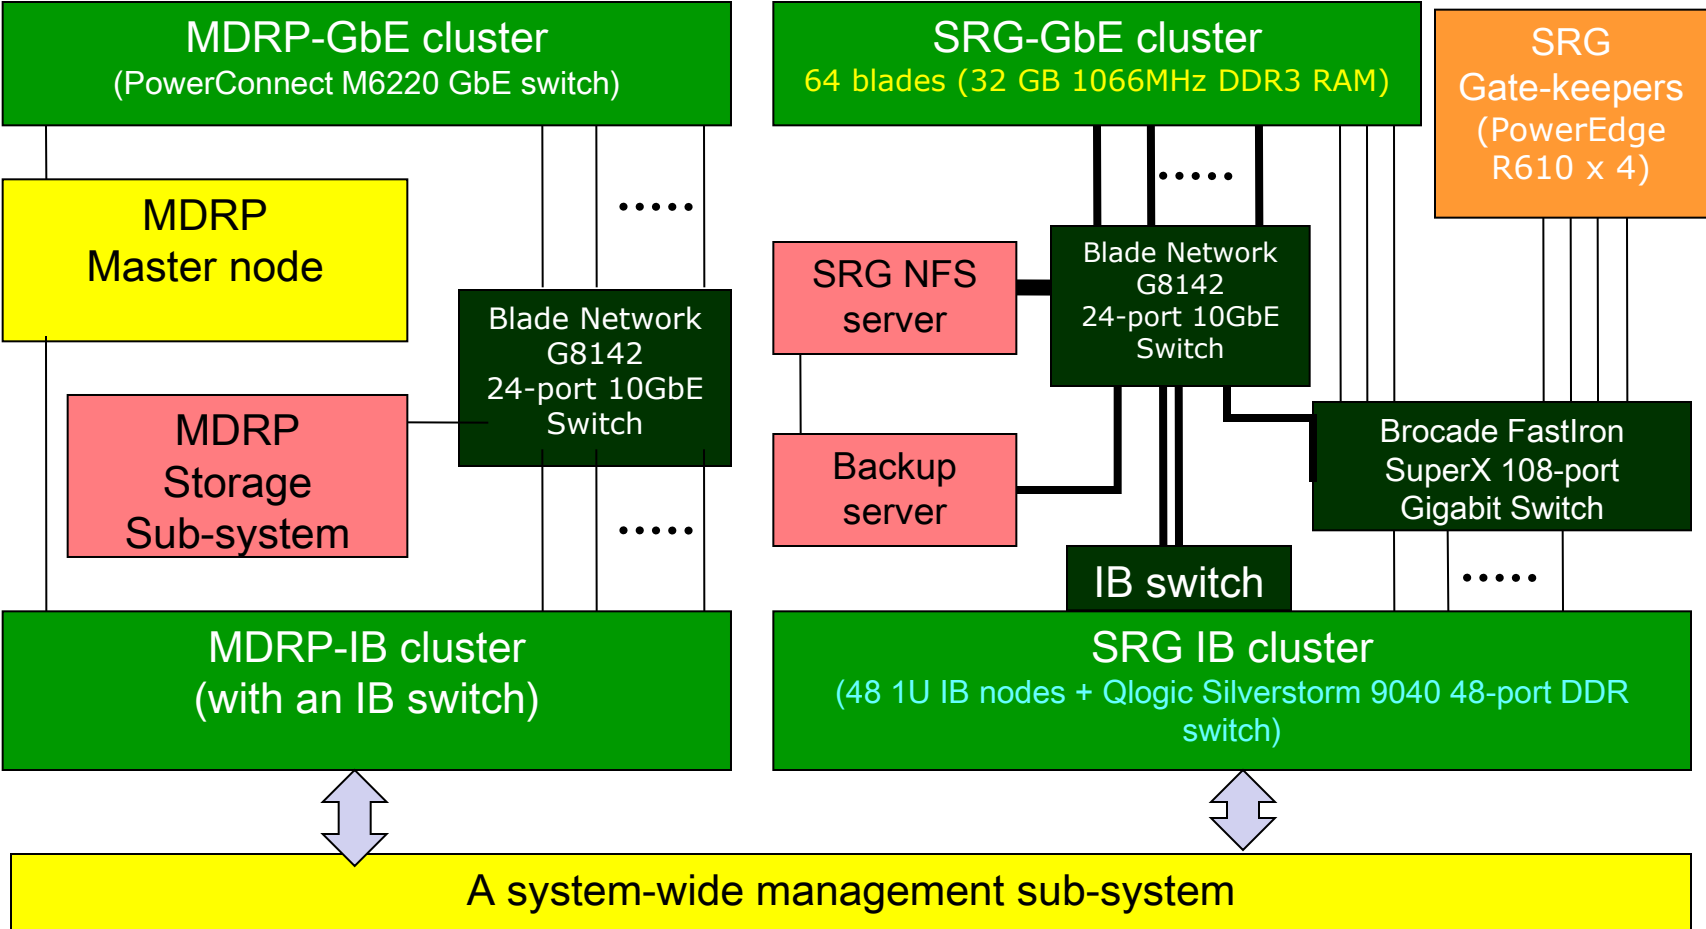 MDRP-GbE cluster
(PowerConnect M6220 GbE switch)
SRG-GbE cluster
64 blades (32 GB 1066MHz DDR3 RAM)
SRG
Gate-keepers
(PowerEdge
R610 x 4)
MDRP
Master node
Blade Network
G8142
24-port 10GbE
Switch
SRG NFS
server
Blade Network
G8142
24-port 10GbE
Switch
MDRP
Storage
Sub-system
Backup
server
Brocade FastIron
SuperX 108-port
Gigabit Switch
IB switch
MDRP-IB cluster
(with an IB switch)
SRG IB cluster
(48 1U IB nodes + Qlogic Silverstorm 9040 48-port DDR
switch)
A system-wide management sub-system